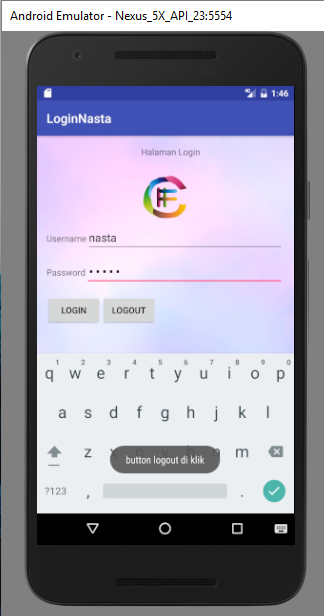 Android Emulator - Nexus_5X_API_23:5554
1:46
LoginNasta
Halaman Login
Username nasta
Password •••••
LOGIN LOGOUT
1 2 3 4 5 6 7 8 9 0
q w e r t y u i o p
a s d f g h j k l
z x n m
button logout di klik
?123 , .